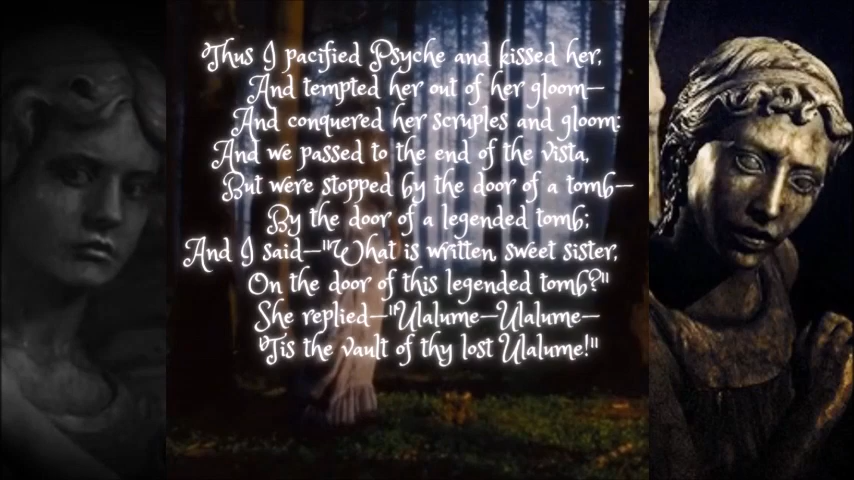 Thus I pacified Psyche and kissed her,
And tempted her out of her gloom—
And conquered her scruples and gloom:
And we passed to the end of the vista,
But were stopped by the door of a tomb—
By the door of a legended tomb;
And I said—"What is written, sweet sister,
On the door of this legended tomb?"
She replied—"Ulalume—Ulalume—
'Tis the vault of thy lost Ulalume!"